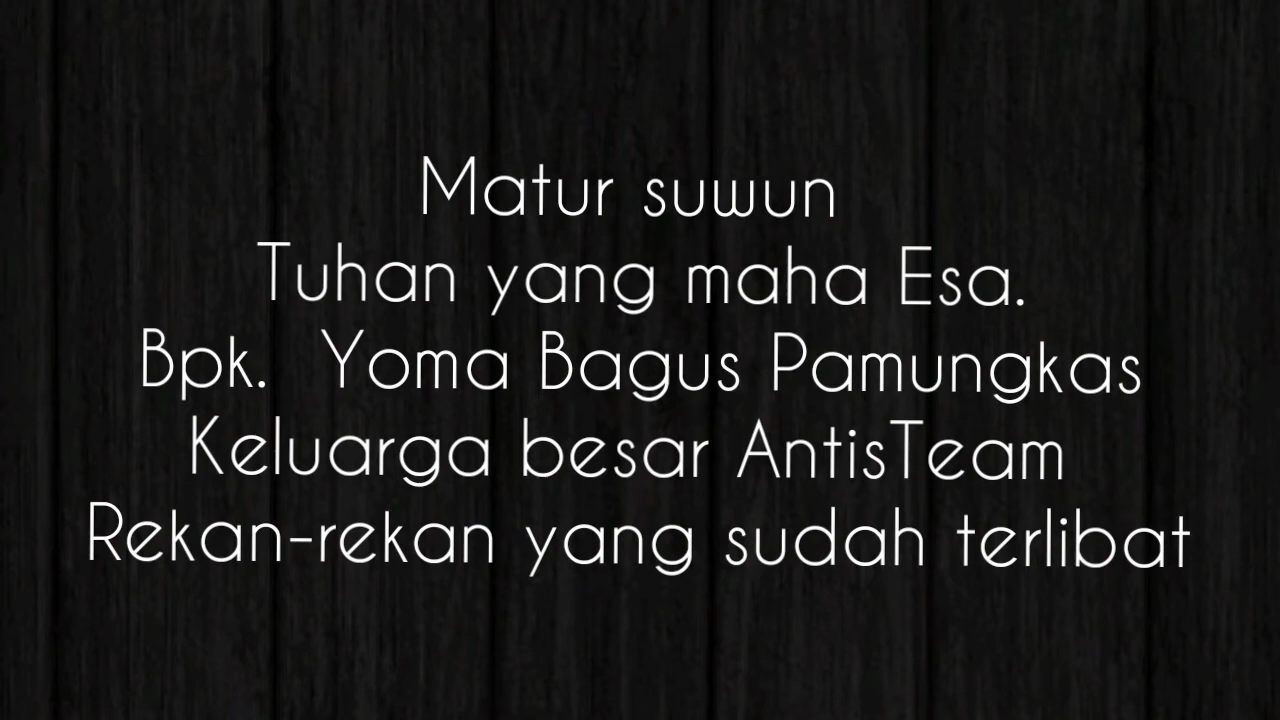 Matur suwun
Tuhan yang maha Esa.
Bpk. Yoma Bagus Pamungkas
Keluarga besar AntisTeam
Rekan-rekan yang sudah terlibat